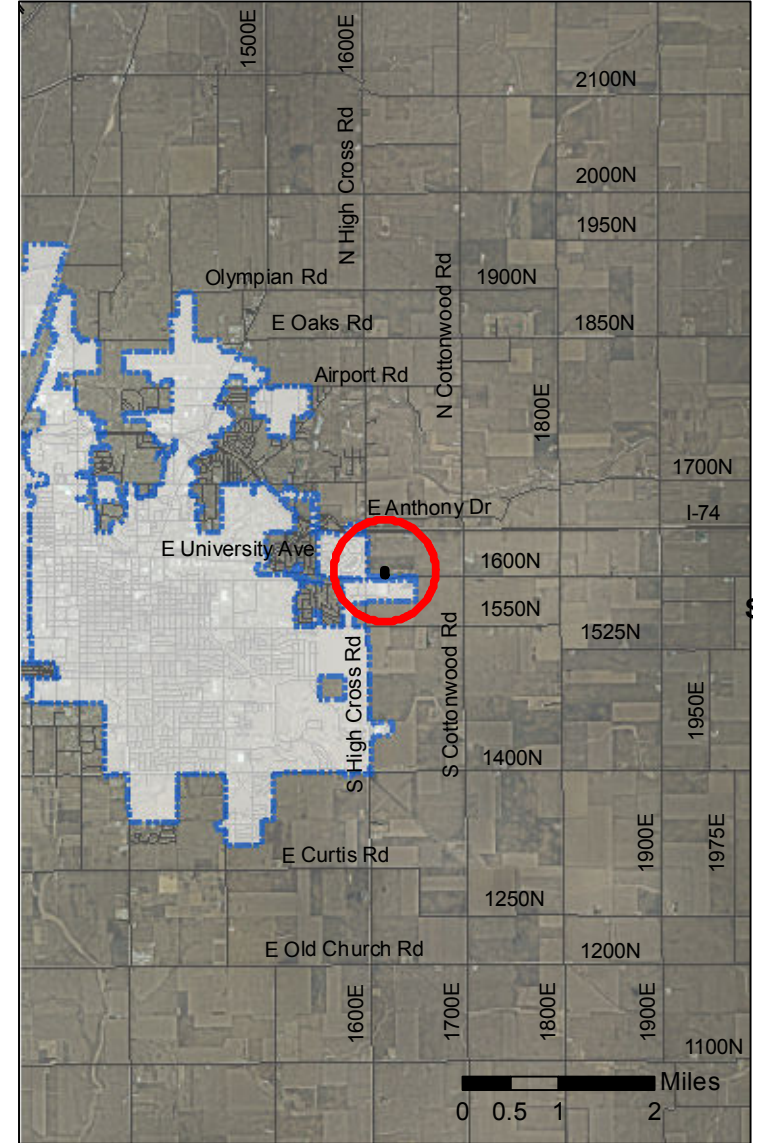 1500E
1600E
2100N
N High Cross Rd
2000N
1950N
Olympian Rd
N Cottonwood Rd
1900N
E Oaks Rd
1850N
Airport Rd
1800E
1700N
E Anthony Dr
I-74
E University Ave
1600N
1550N
1525N
S High Cross Rd
S Cottonwood Rd
1950E
1400N
E Curtis Rd
1900E
1975E
1250N
E Old Church Rd
1200N
1600E
1700E
1800E
1900E
1100N
Miles
0 0.5 1 2